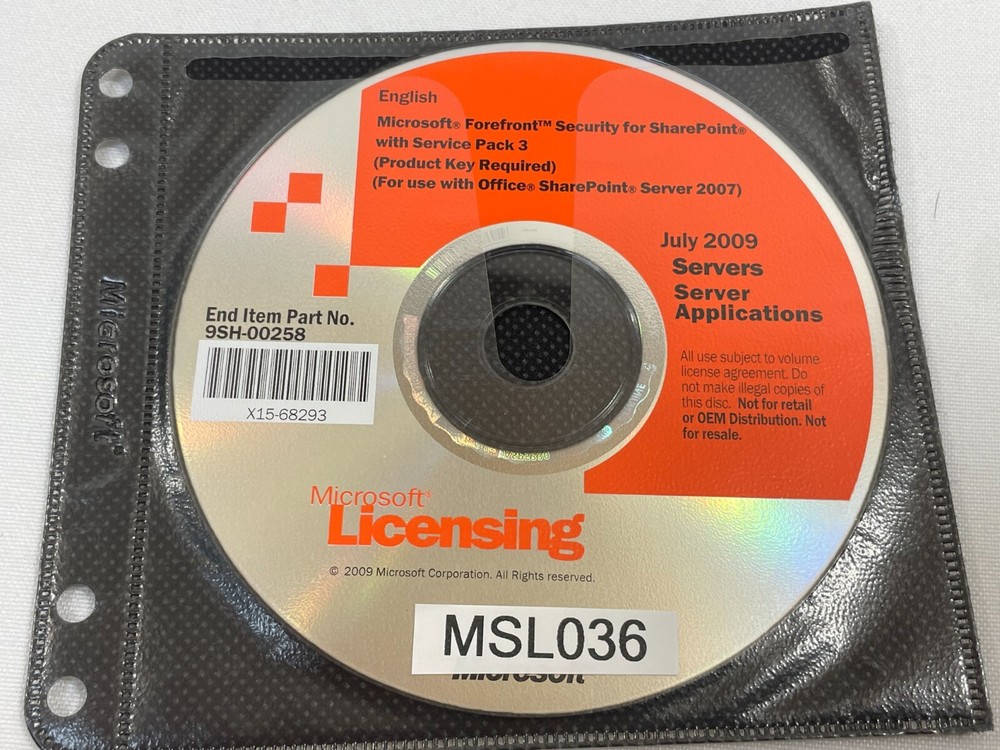 English
Microsoft® Forefront™ Security for SharePoint®
with Service Pack 3
(Product Key Required)
(For use with Office® SharePoint® Server 2007)
July 2009
Servers
Server
Applications
End Item Part No.
9SH-00258
X15-68293
All use subject to volume
license agreement. Do
not make illegal copies of
this disc. Not for retail
or OEM Distribution. Not
for resale.
Microsoft®
Licensing
© 2009 Microsoft Corporation. All Rights reserved.
MSL036
Microsoft
Microsoft®